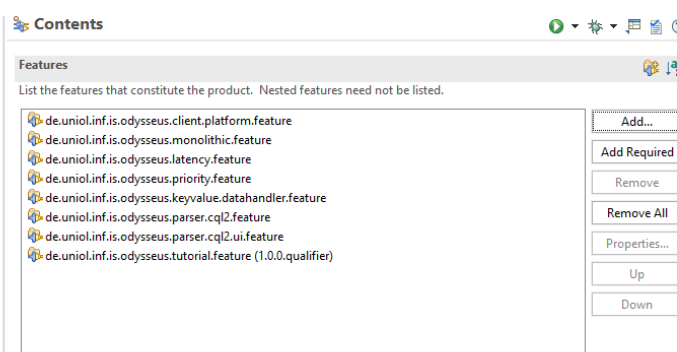 Contents
Features
List the features that constitute the product. Nested features need not be listed.
de.uniol.inf.is.odysseus.client.platform.feature
de.uniol.inf.is.odysseus.monolithic.feature
de.uniol.inf.is.odysseus.latency.feature
de.uniol.inf.is.odysseus.priority.feature
de.uniol.inf.is.odysseus.keyvalue.datahandler.feature
de.uniol.inf.is.odysseus.parser.cql2.feature
de.uniol.inf.is.odysseus.parser.cql2.ui.feature
de.uniol.inf.is.odysseus.tutorial.feature (1.0.0.qualifier)
Add...
Add Required
Remove
Remove All
Properties...
Up
Down